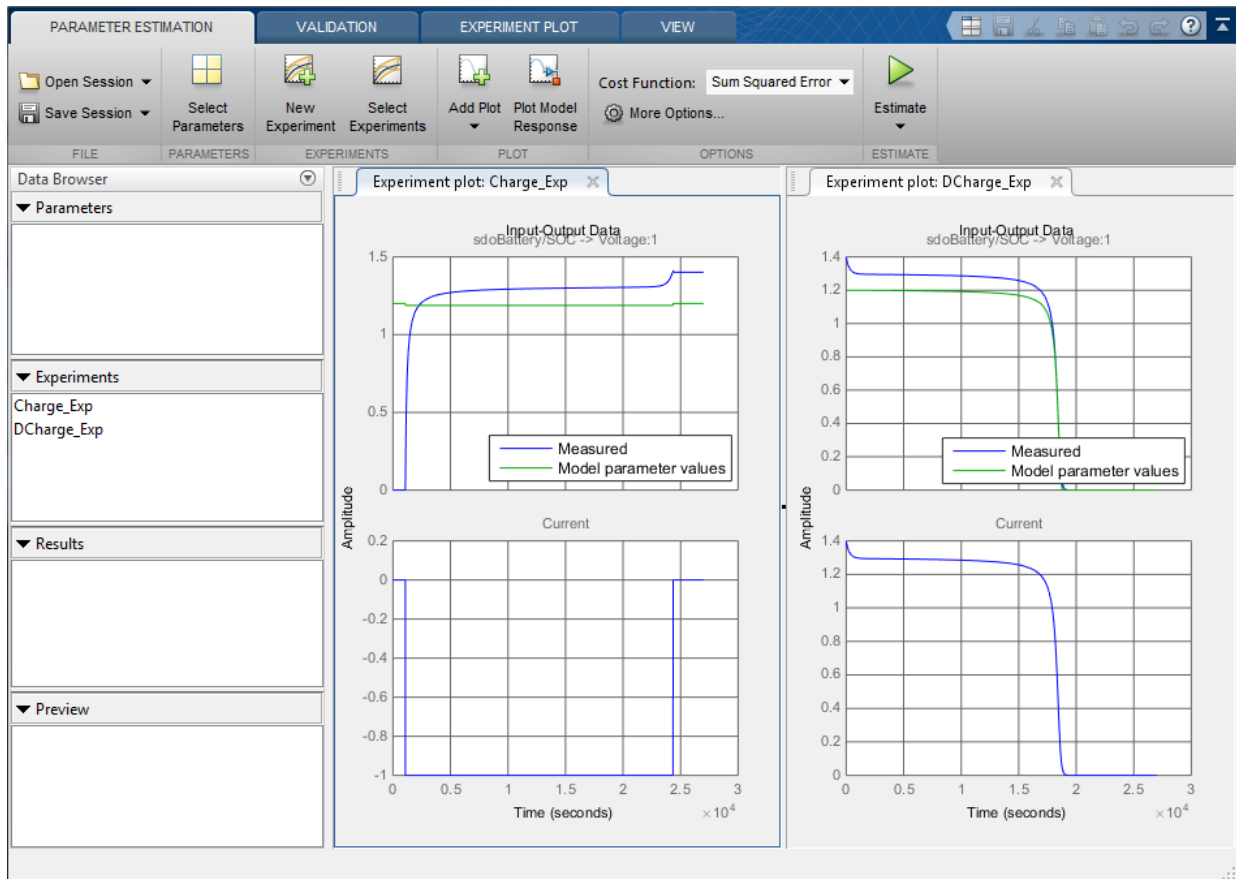 PARAMETER ESTIMATION VALIDATION EXPERIMENT PLOT VIEW
Open Session
Save Session
Select
Parameters
New
Experiment
Select
Experiments
Add Plot
Plot Model
Response
Cost Function: Sum Squared Error
More Options...
Estimate
FILE PARAMETERS EXPERIMENTS PLOT OPTIONS ESTIMATE
Data Browser
Parameters
Experiments
Charge_Exp
DCharge_Exp
Results
Preview
Experiment plot: Charge_Exp
Input-Output Data
sdoBattery/SOC -> Voltage:1
1.5
1
0.5
0
Measured
Model parameter values
Amplitude
Current
0.2
0
-0.2
-0.4
-0.6
-0.8
-1
0 0.5 1 1.5 2 2.5 3
Time (seconds)
×10^4
Experiment plot: DCharge_Exp
Input-Output Data
sdoBattery/SOC -> Voltage:1
1.4
1.2
1
0.8
0.6
0.4
0.2
0
Measured
Model parameter values
Amplitude
Current
1.4
1.2
1
0.8
0.6
0.4
0.2
0
0 0.5 1 1.5 2 2.5 3
Time (seconds)
×10^4